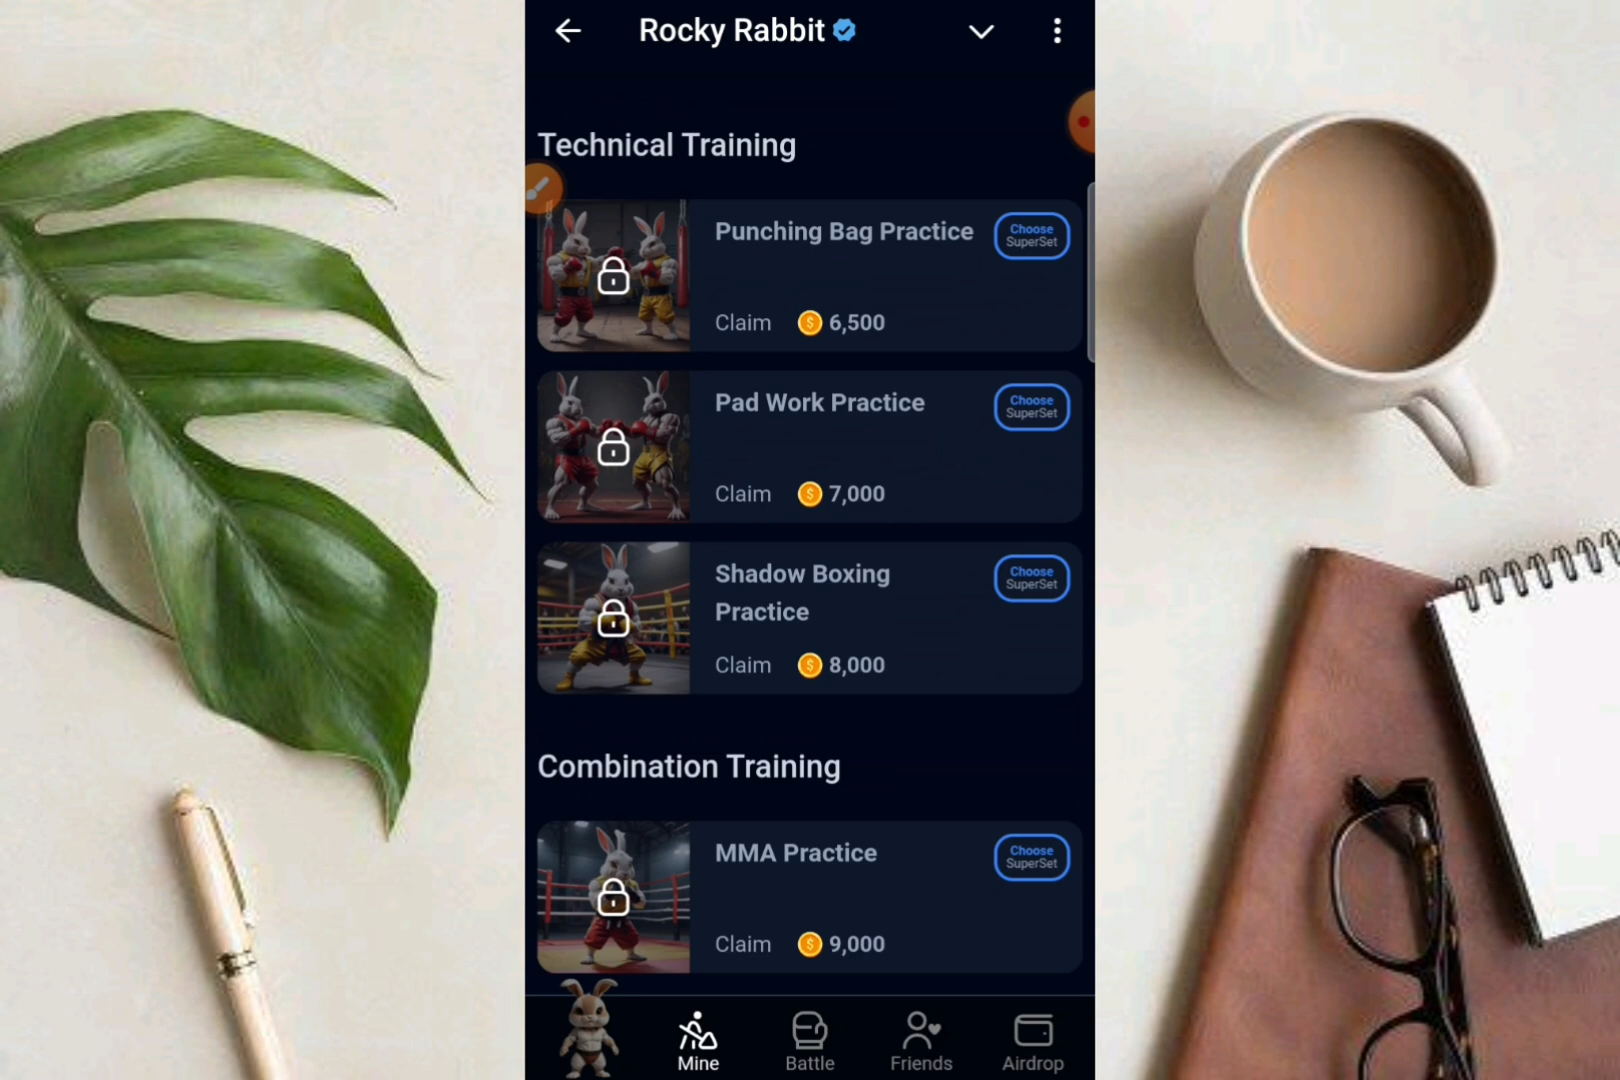 Rocky Rabbit
Technical Training
Punching Bag Practice
Choose
SuperSet
Claim 6,500
Pad Work Practice
Choose
SuperSet
Claim 7,000
Shadow Boxing
Practice
Choose
SuperSet
Claim 8,000
Combination Training
MMA Practice
Choose
SuperSet
Claim 9,000
Mine
Battle
Friends
Airdrop